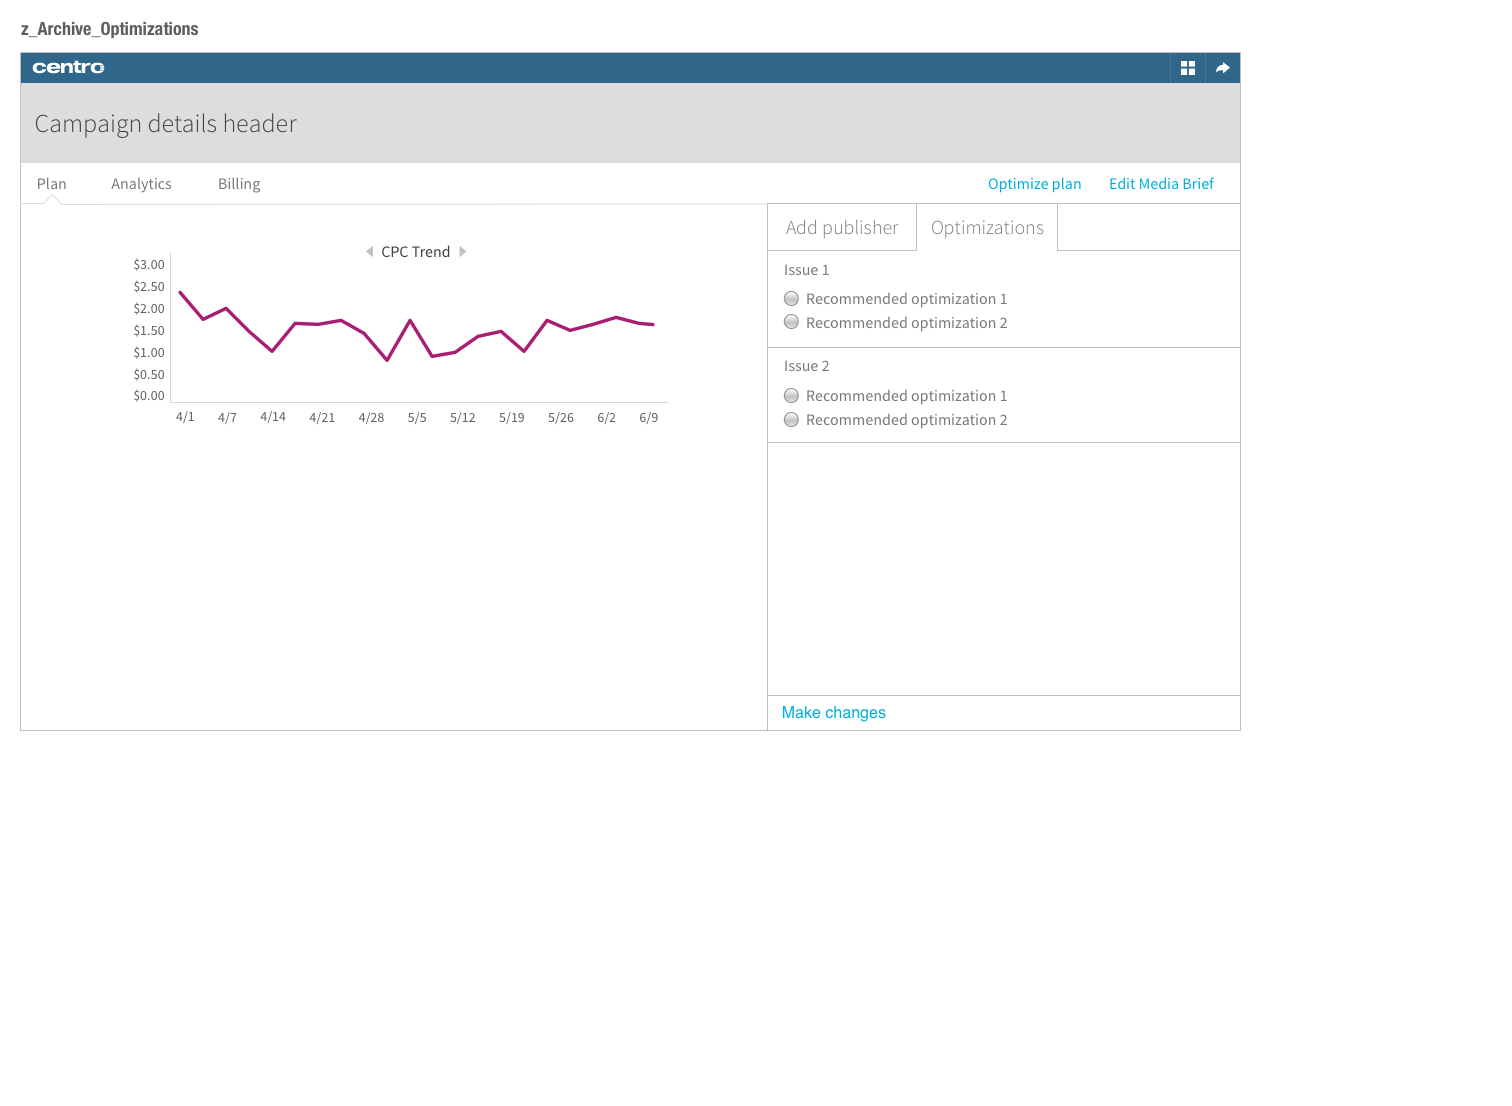 z_Archive_Optimizations
centro
Campaign details header
Plan Analytics Billing Optimize plan Edit Media Brief
Add publisher Optimizations
CPC Trend
$3.00
$2.50
$2.00
$1.50
$1.00
$0.50
$0.00
4/1 4/7 4/14 4/21 4/28 5/5 5/12 5/19 5/26 6/2 6/9
Issue 1
Recommended optimization 1
Recommended optimization 2
Issue 2
Recommended optimization 1
Recommended optimization 2
Make changes